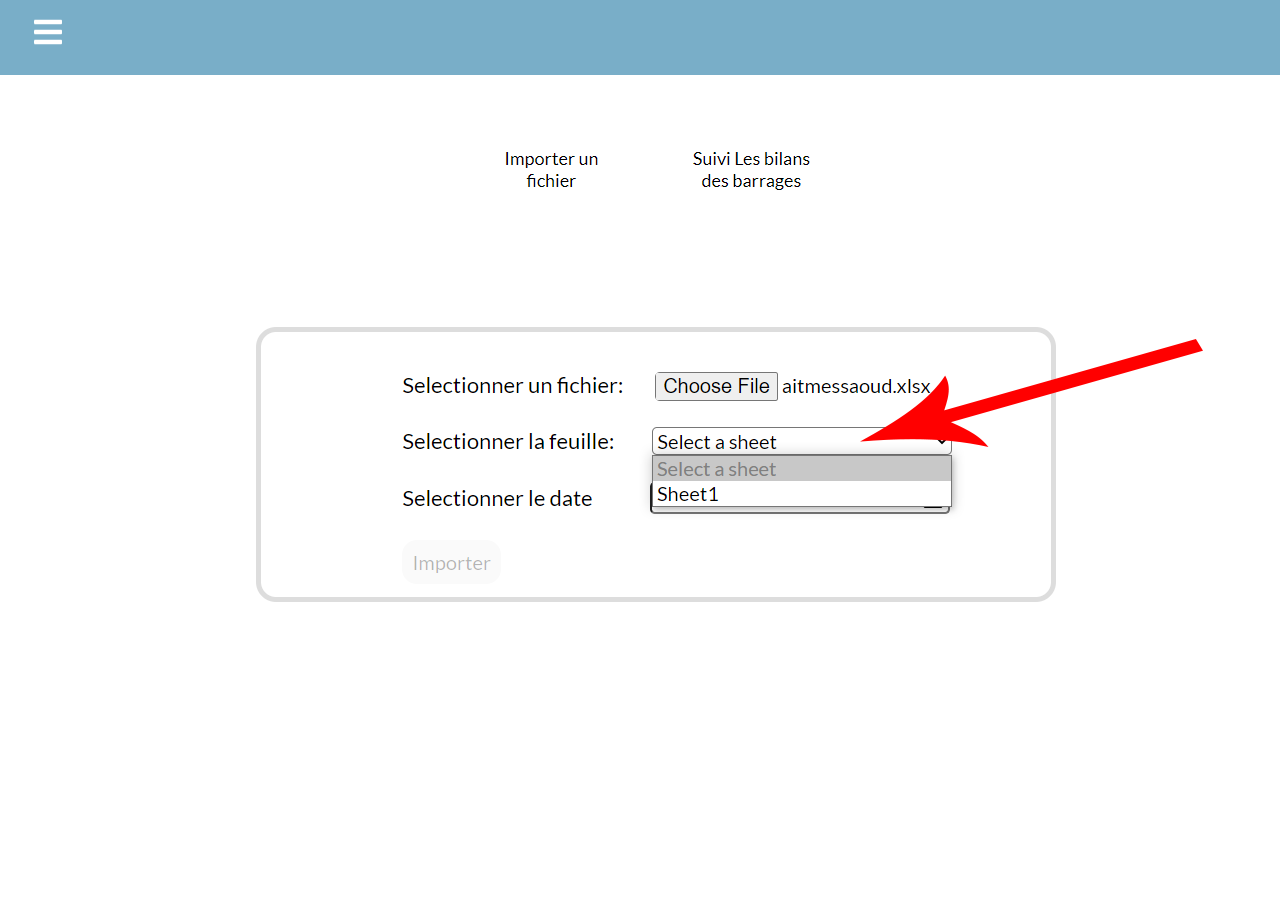 Importer un
fichier
Suivi Les bilans
des barrages
Selectionner un fichier: Choose File aitmessaoud.xlsx
Selectionner la feuille: Select a sheet
Select a sheet
Sheet1
Selectionner le date
Importer